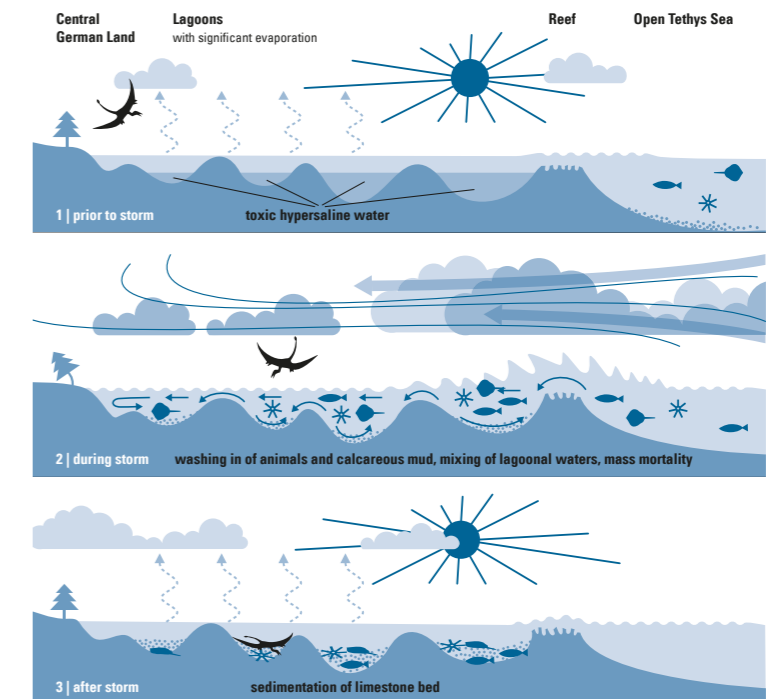 Central
German Land
Lagoons
with significant evaporation
Reef
Open Tethys Sea
1 | prior to storm
toxic hypersaline water
2 | during storm
washing in of animals and calcareous mud, mixing of lagoonal waters, mass mortality
3 | after storm
sedimentation of limestone bed